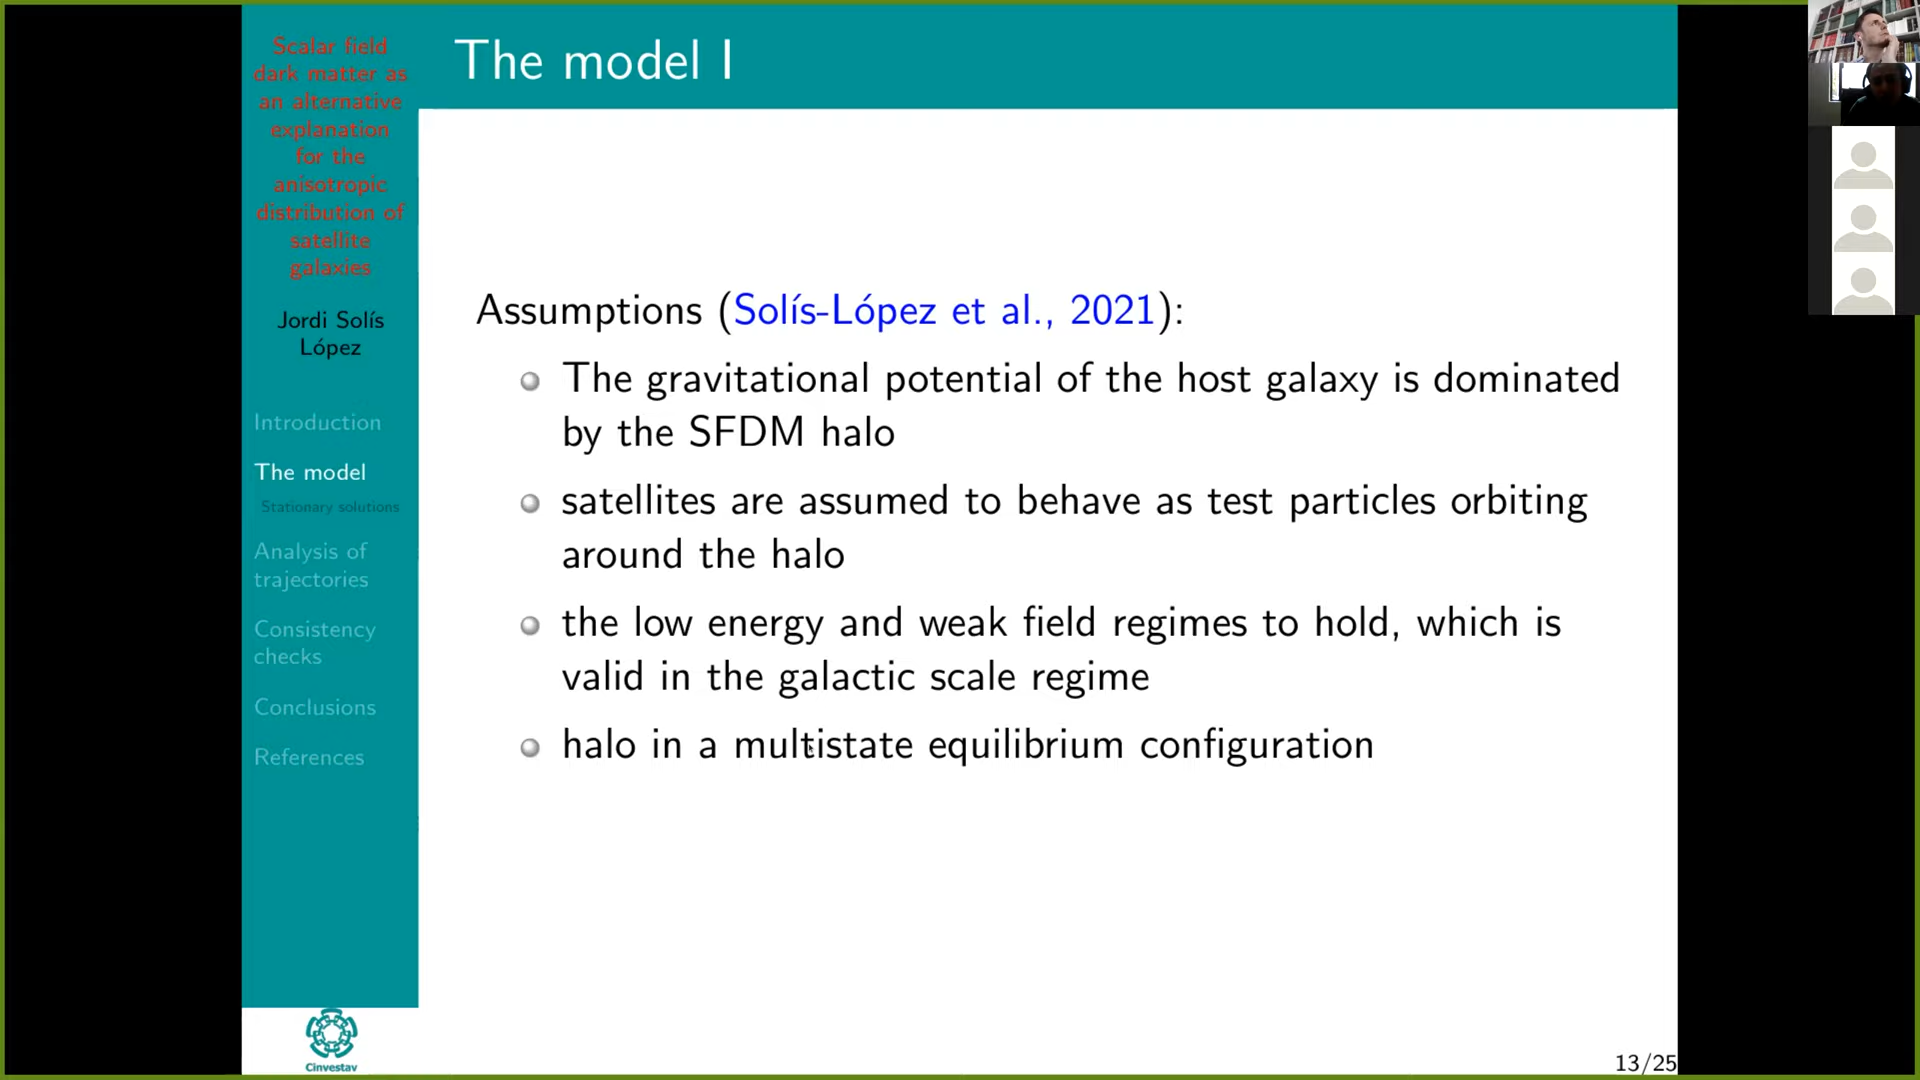 Scalar field
dark matter as
an alternative
explanation
for the
anisotropic
distribution of
satellite
galaxies
Jordi Solís
López
Introduction
The model
Stationary solutions
Analysis of
trajectories
Consistency
checks
Conclusions
References
Cinvestav
The model I
Assumptions (Solís-López et al., 2021):
The gravitational potential of the host galaxy is dominated
by the SFDM halo
satellites are assumed to behave as test particles orbiting
around the halo
the low energy and weak field regimes to hold, which is
valid in the galactic scale regime
halo in a multistate equilibrium configuration
13/25